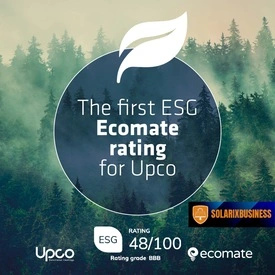 The first ESG
Ecomate
rating
for Upco
SOLARIXBUSINESS
ESG
RATING
48/100
Rating grade BBB
Upco
ecomate